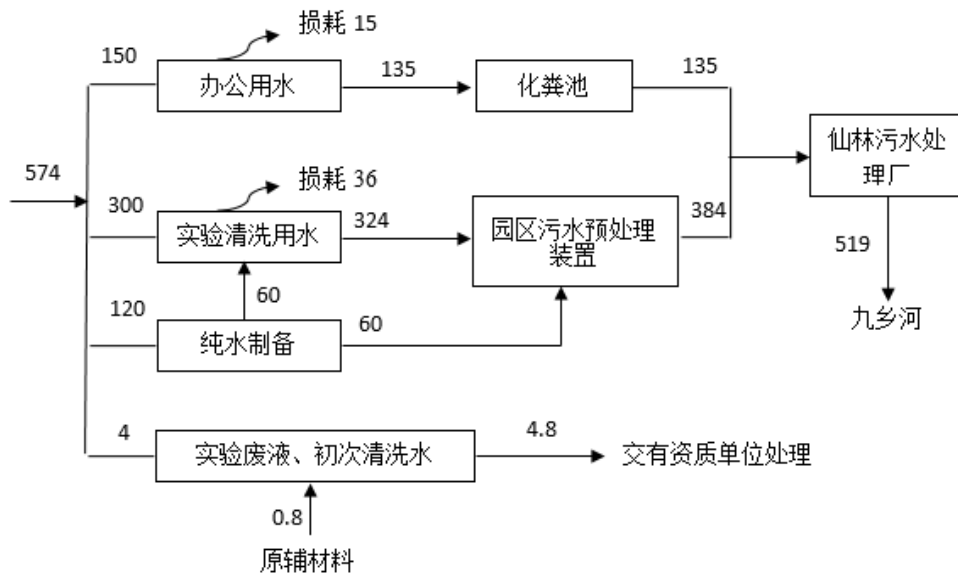 损耗 15
150
办公用水
135
化粪池
135
仙林污水处
理厂
574
损耗 36
300
实验清洗用水
324
园区污水预处理
装置
384
519
九乡河
60
120
纯水制备
60
4
实验废液、初次清洗水
4.8
交有资质单位处理
0.8
原辅材料